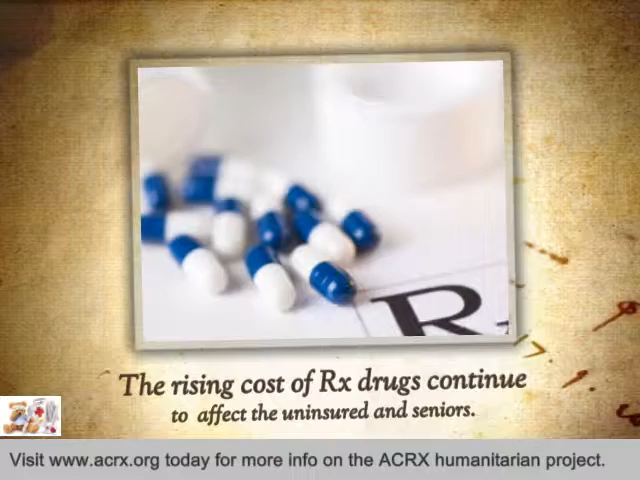 R
The rising cost of Rx drugs continue
to affect the uninsured and seniors.
Visit www.acrx.org today for more info on the ACRX humanitarian project.